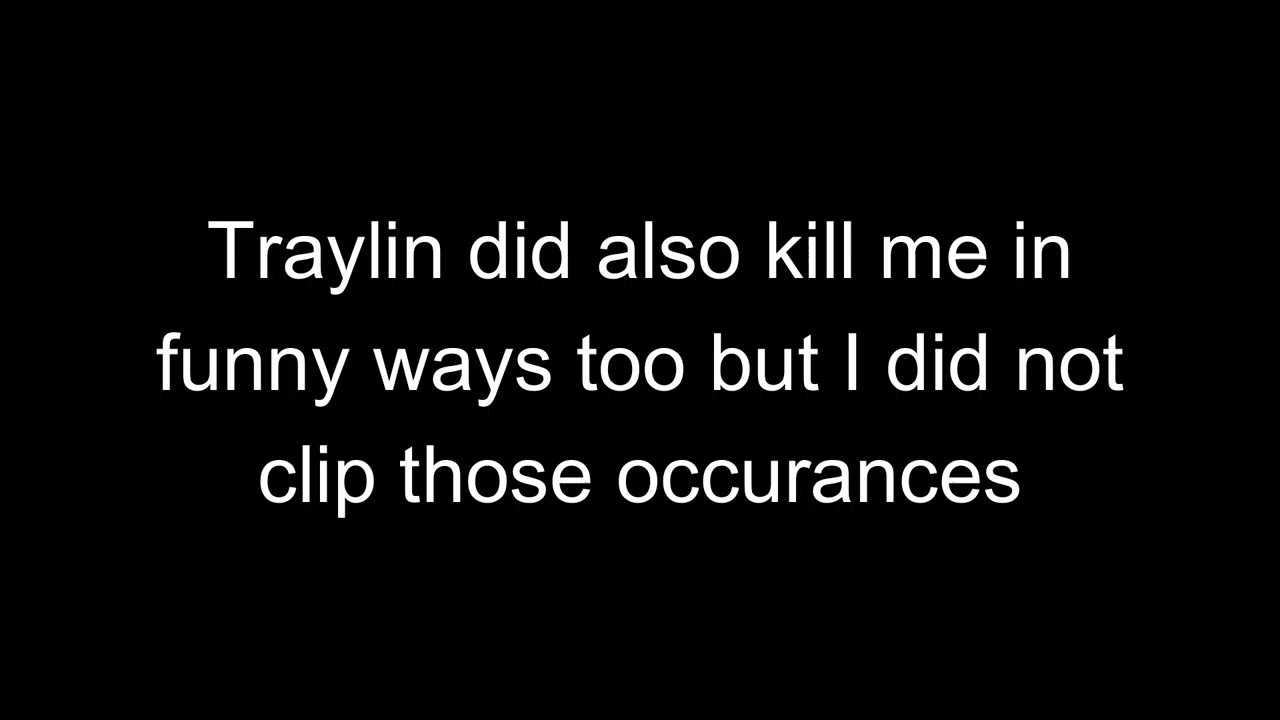 Traylin did also kill me in
funny ways too but I did not
clip those occurances